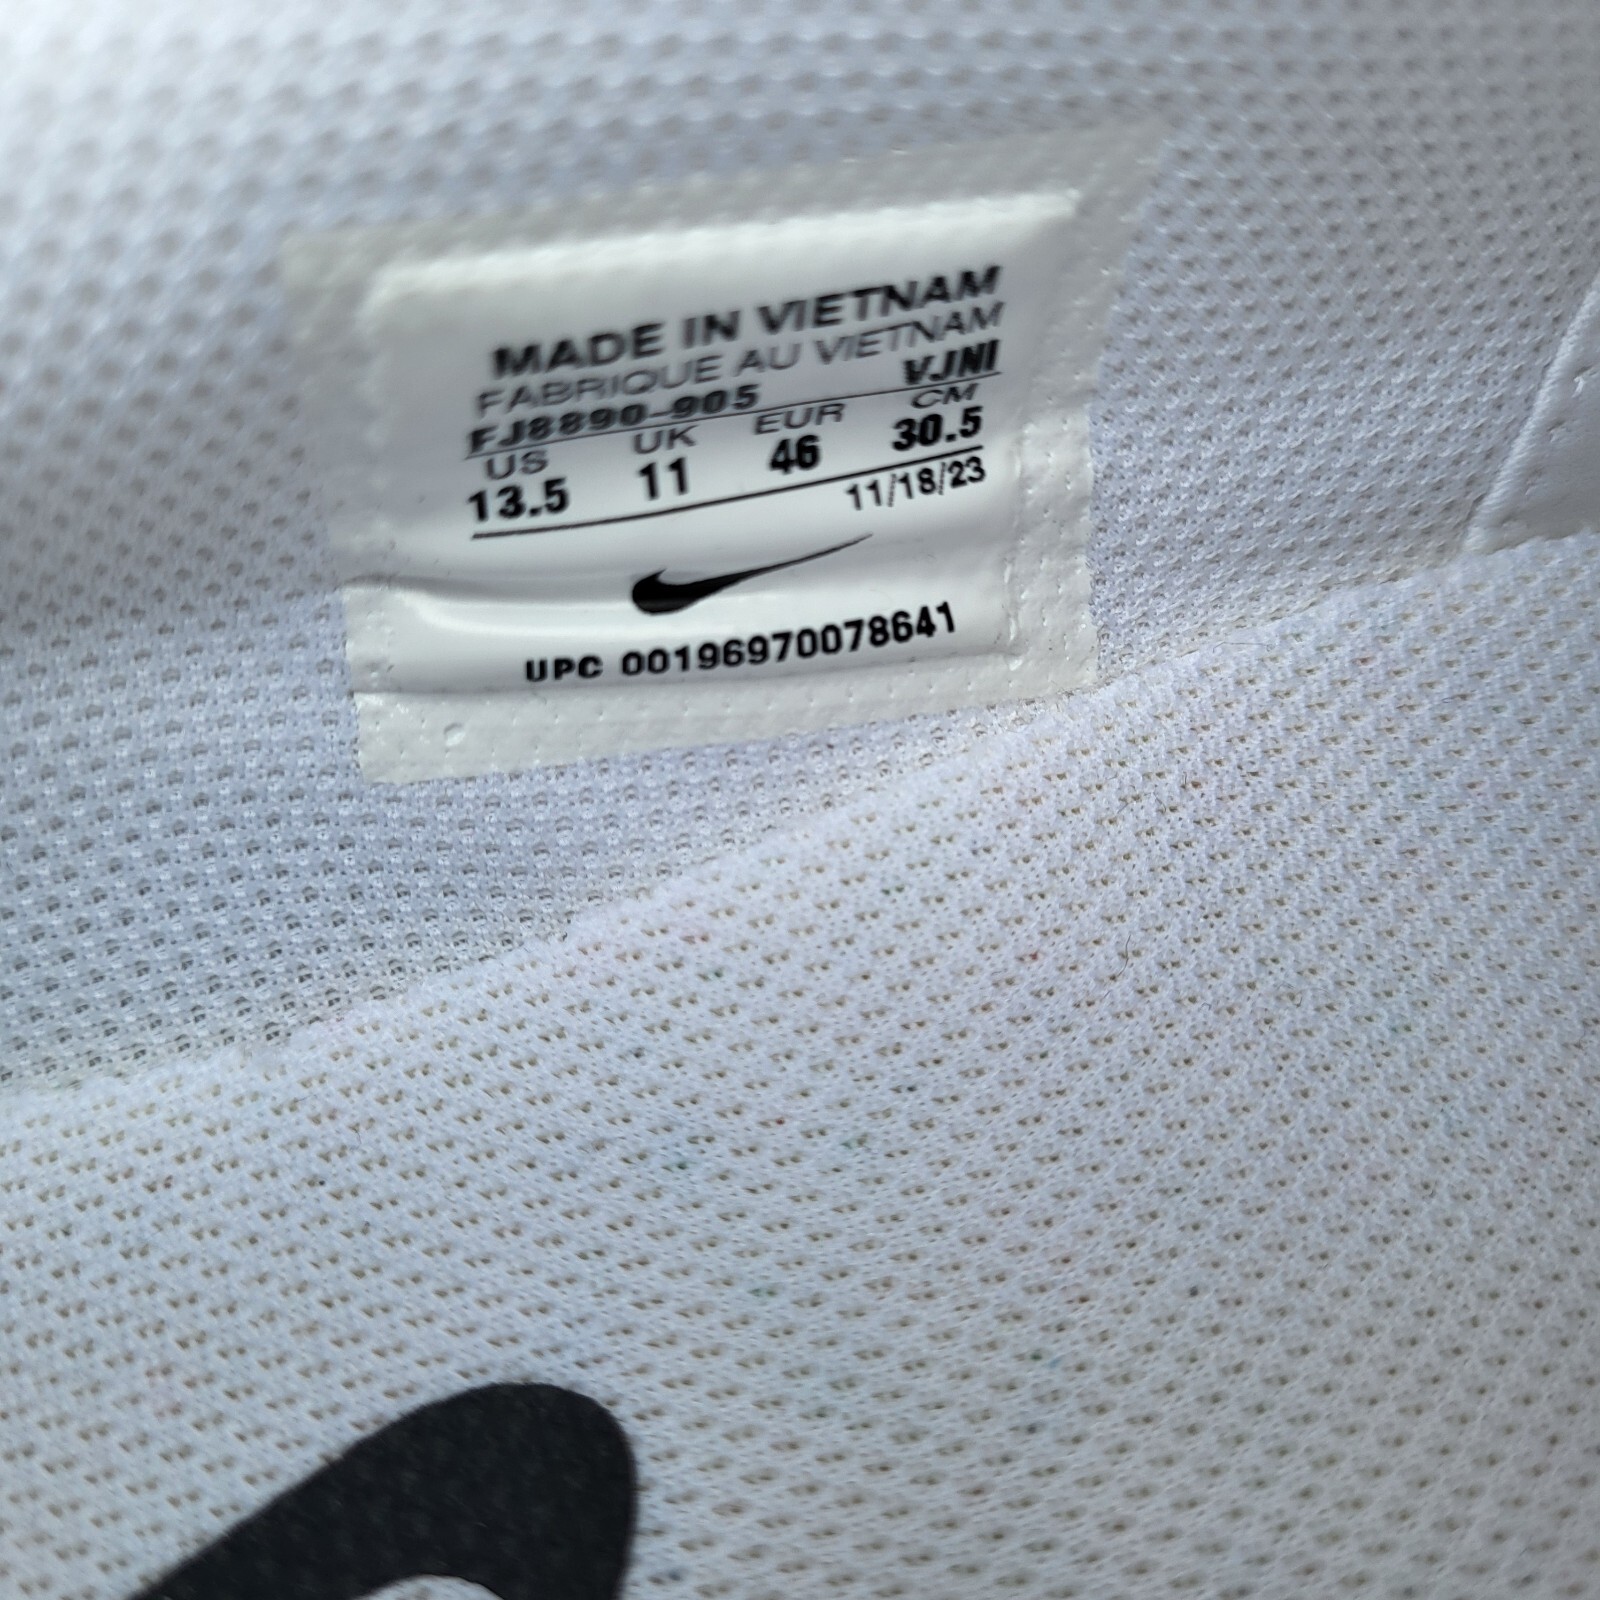 MADE IN VIETNAM
FABRIQUE AU VIETNAM
FJ8890-905 VJNI
US UK EUR CM
13.5 11 46 30.5
11/18/23
UPC 00196970078641